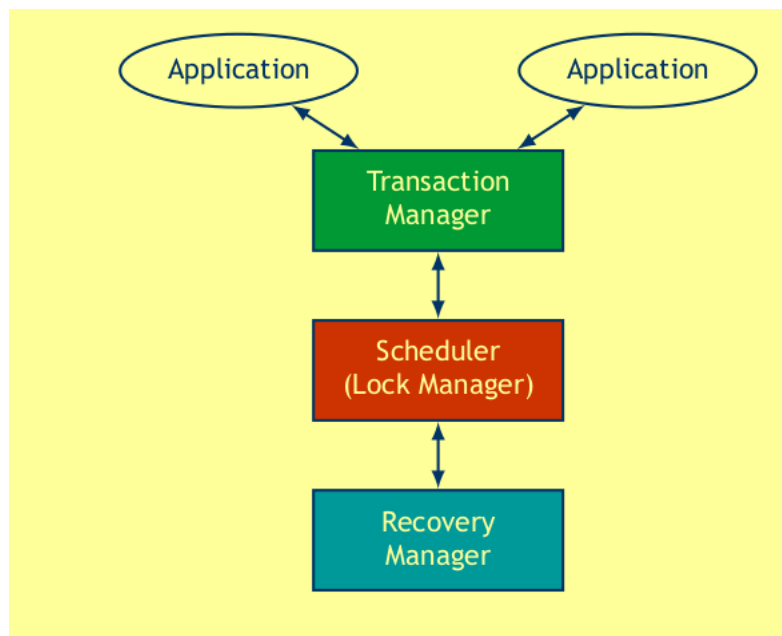 Application
Application
Transaction
Manager
Scheduler
(Lock Manager)
Recovery
Manager